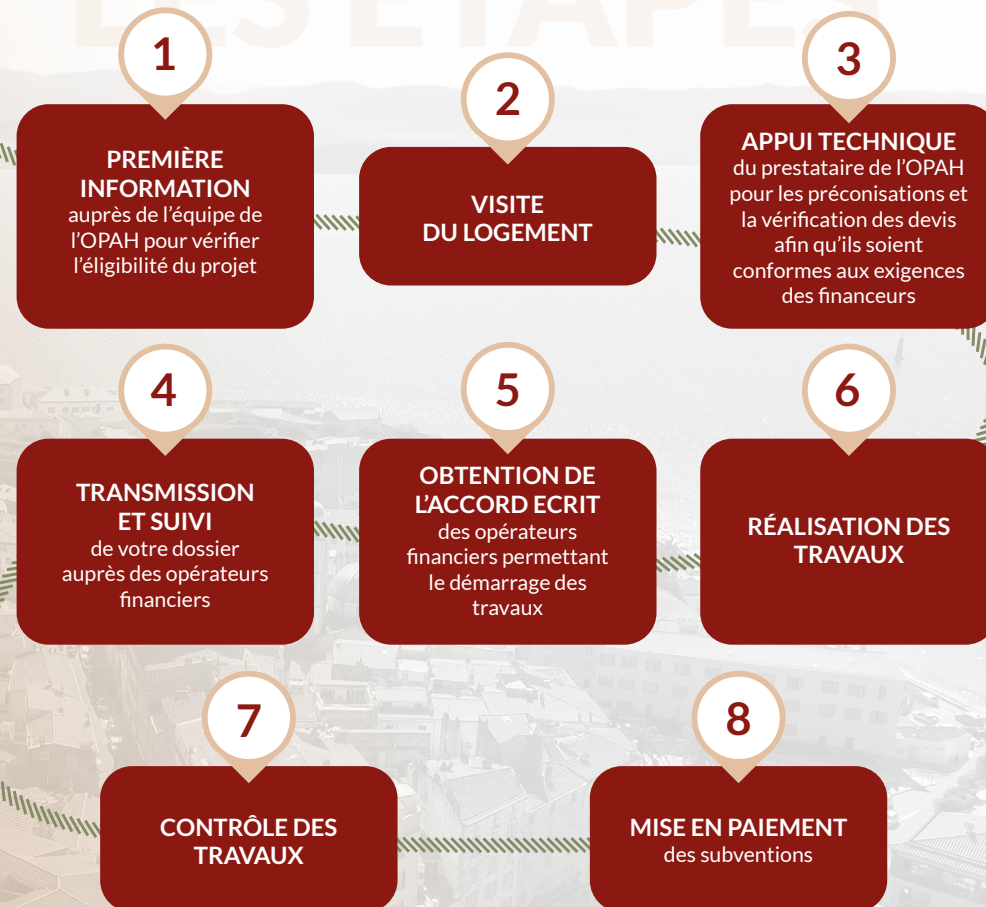 LES ÉTAPES
1
PREMIÈRE
INFORMATION
auprès de l’équipe de
l’OPAH pour vérifier
l’éligibilité du projet
2
VISITE
DU LOGEMENT
3
APPUI TECHNIQUE
du prestataire de l’OPAH
pour les préconisations et
la vérification des devis
afin qu’ils soient
conformes aux exigences
des financeurs
4
TRANSMISSION
ET SUIVI
de votre dossier
auprès des opérateurs
financiers
5
OBTENTION DE
L’ACCORD ECRIT
des opérateurs
financiers permettant
le démarrage des
travaux
6
RÉALISATION DES
TRAVAUX
7
CONTRÔLE DES
TRAVAUX
8
MISE EN PAIEMENT
des subventions